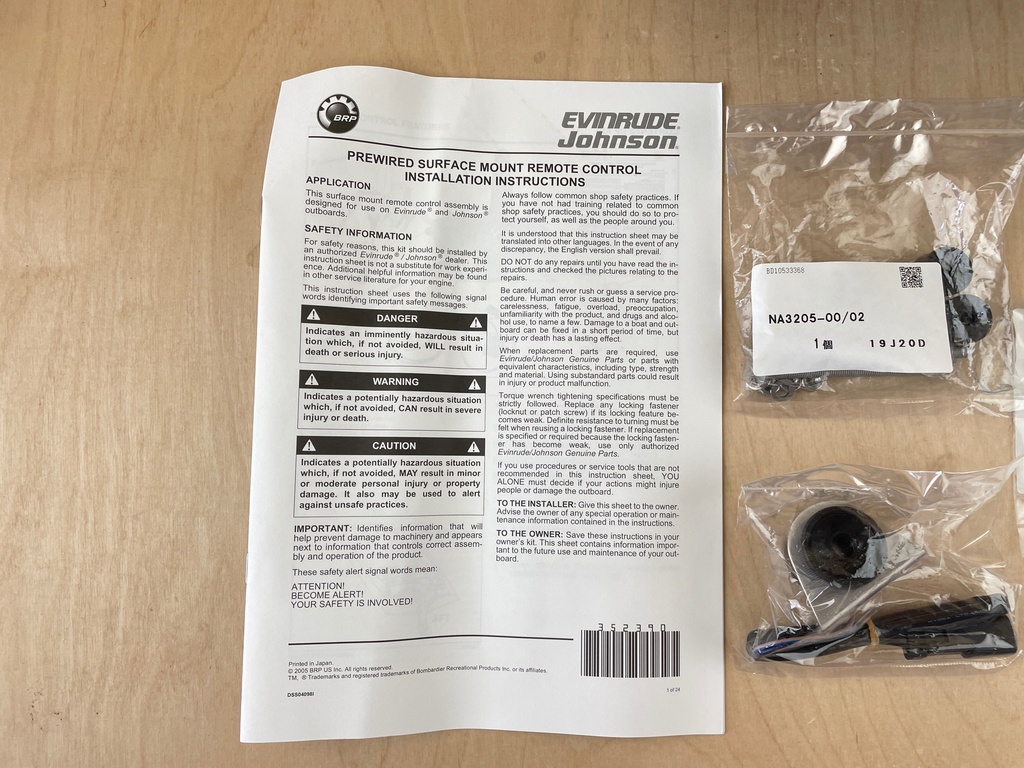 BRP
EVINRUDE®
Johnson®
PREWIRED SURFACE MOUNT REMOTE CONTROL
INSTALLATION INSTRUCTIONS
APPLICATION
This surface mount remote control assembly is
designed for use on Evinrude® and Johnson®
outboards.
SAFETY INFORMATION
For safety reasons, this kit should be installed by
an authorized Evinrude® / Johnson® dealer. This
instruction sheet is not a substitute for work experi-
ence. Additional helpful information may be found
in other service literature for your engine.
This instruction sheet uses the following signal
words identifying important safety messages.
DANGER
Indicates an imminently hazardous situa-
tion which, if not avoided, WILL result in
death or serious injury.
WARNING
Indicates a potentially hazardous situation
which, if not avoided, CAN result in severe
injury or death.
CAUTION
Indicates a potentially hazardous situation
which, if not avoided, MAY result in minor
or moderate personal injury or property
damage. It also may be used to alert
against unsafe practices.
IMPORTANT: Identifies information that will
help prevent damage to machinery and appears
next to information that controls correct assem-
bly and operation of the product.
These safety alert signal words mean:
ATTENTION!
BECOME ALERT!
YOUR SAFETY IS INVOLVED!
Always follow common shop safety practices. If
you have not had training related to common
shop safety practices, you should do so to pro-
tect yourself, as well as the people around you.
It is understood that this instruction sheet may be
translated into other languages. In the event of any
discrepancy, the English version shall prevail.
DO NOT do any repairs until you have read the in-
structions and checked the pictures relating to the
repairs.
Be careful, and never rush or guess a service pro-
cedure. Human error is caused by many factors:
carelessness, fatigue, overload, preoccupation,
unfamiliarity with the product, and drugs and alco-
hol use, to name a few. Damage to a boat and out-
board can be fixed in a short period of time, but
injury or death has a lasting effect.
When replacement parts are required, use
Evinrude/Johnson Genuine Parts or parts with
equivalent characteristics, including type, strength
and material. Using substandard parts could result
in injury or product malfunction.
Torque wrench tightening specifications must be
strictly followed. Replace any locking fastener
(locknut or patch screw) if its locking feature be-
comes weak. Definite resistance to turning must be
felt when reusing a locking fastener. If replacement
is specified or required because the locking fasten-
er has become weak, use only authorized
Evinrude/Johnson Genuine Parts.
If you use procedures or service tools that are not
recommended in this instruction sheet, YOU
ALONE must decide if your actions might injure
people or damage the outboard.
TO THE INSTALLER: Give this sheet to the owner.
Advise the owner of any special operation or main-
tenance information contained in the instructions.
TO THE OWNER: Save these instructions in your
owner's kit. This sheet contains information impor-
tant to the future use and maintenance of your out-
board.
352390
Printed in Japan.
© 2005 BRP US Inc. All rights reserved.
TM, ® Trademarks and registered trademarks of Bombardier Recreational Products Inc. or its affiliates.
DSS04098I
1 of 24
BD10533368
NA3205-00/02
1個 19J20D